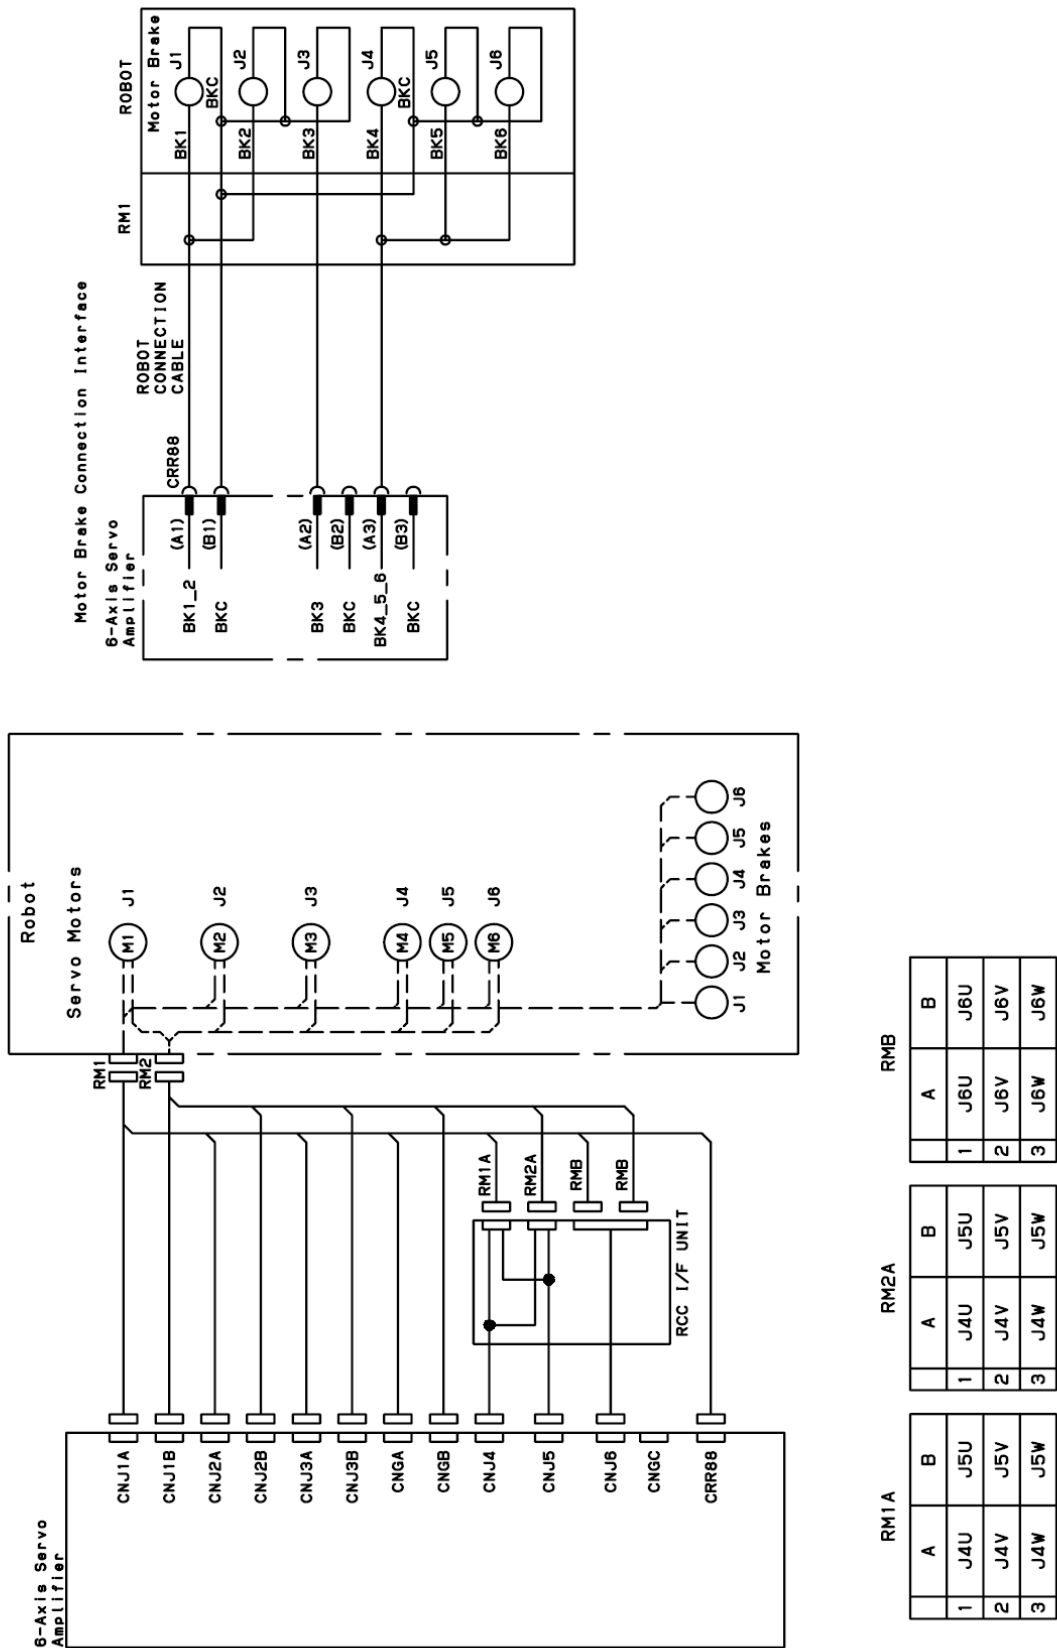 Motor Brake Connection Interface
6-Axis Servo
Amplifier
BK1_2
BKC
BK3
BKC
BK4_5_6
BKC
(A1)
(B1)
(A2)
(B2)
(A3)
(B3)
CRR88
ROBOT
CONNECTION
CABLE
RM1
ROBOT
Motor Brake
BK1
BKC
BK2
BK3
BK4
BKC
BK5
BK6
J1
J2
J3
J4
J5
J6
6-Axis Servo
Amplifier
CNJ1A
CNJ1B
CNJ2A
CNJ2B
CNJ3A
CNJ3B
CNGA
CNGB
CNJ4
CNJ5
CNJ6
CNGC
CRR88
RCC I/F UNIT
RM1A
RM2A
RMB
RMB
RM1
RM2
Robot
Servo Motors
M1
M2
M3
M4
M5
M6
J1
J2
J3
J4
J5
J6
J1
J2
J3
J4
J5
J6
Motor Brakes
RM1A
A B
1 J4U J5U
2 J4V J5V
3 J4W J5W
RM2A
A B
1 J4U J5U
2 J4V J5V
3 J4W J5W
RMB
A B
1 J6U J6U
2 J6V J6V
3 J6W J6W